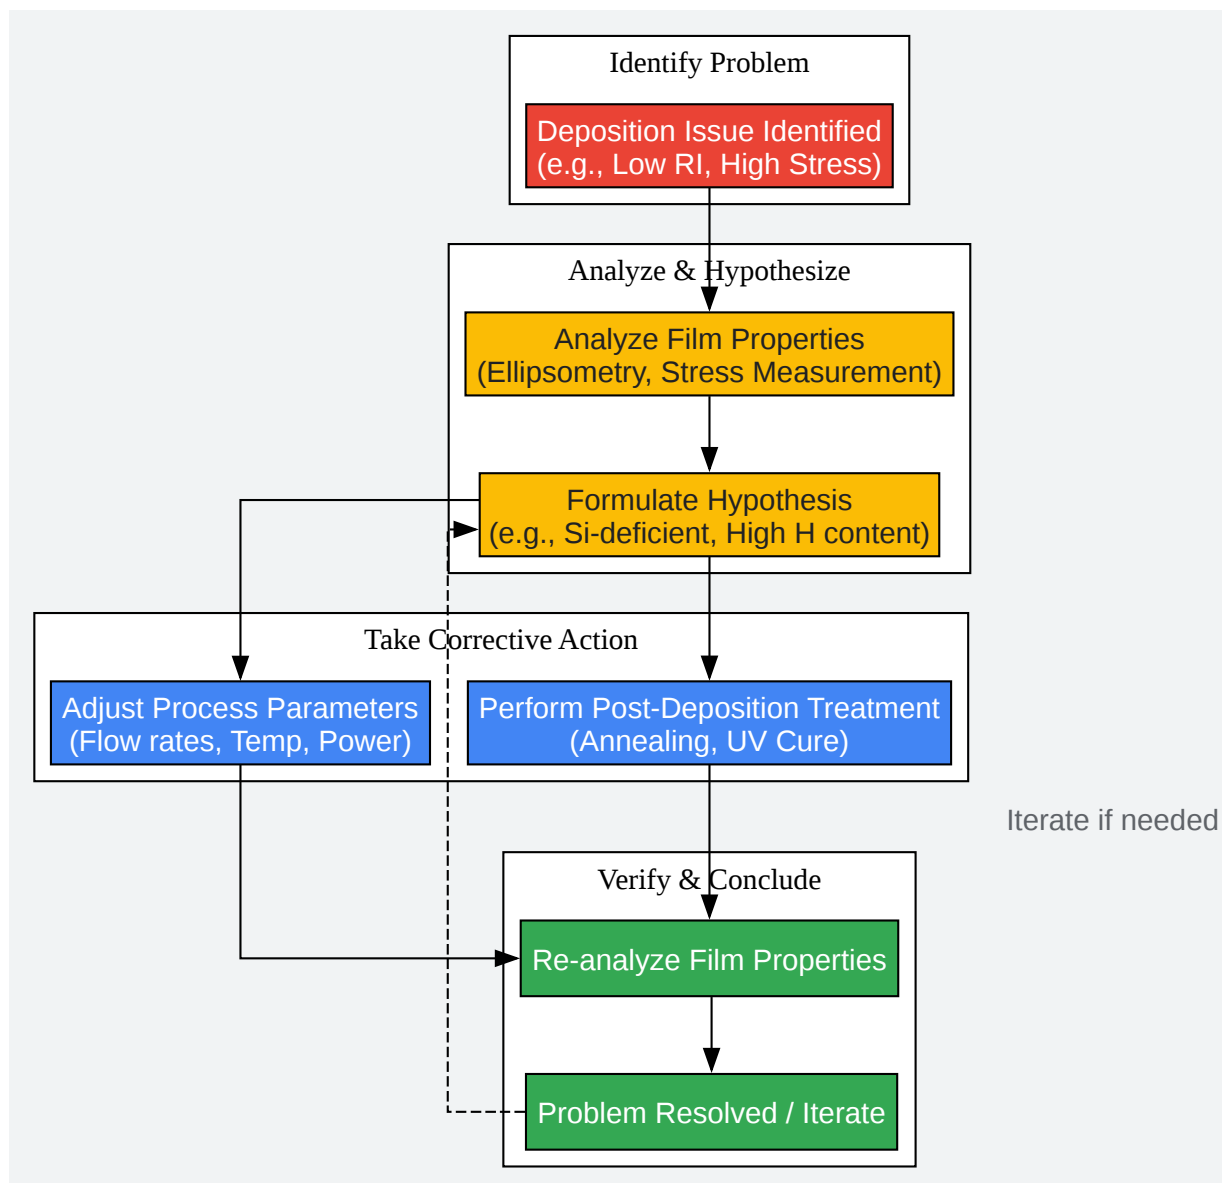 Identify Problem
Deposition Issue Identified
(e.g., Low RI, High Stress)
Analyze & Hypothesize
Analyze Film Properties
(Ellipsometry, Stress Measurement)
Formulate Hypothesis
(e.g., Si-deficient, High H content)
Take Corrective Action
Adjust Process Parameters
(Flow rates, Temp, Power)
Perform Post-Deposition Treatment
(Annealing, UV Cure)
Iterate if needed
Verify & Conclude
Re-analyze Film Properties
Problem Resolved / Iterate